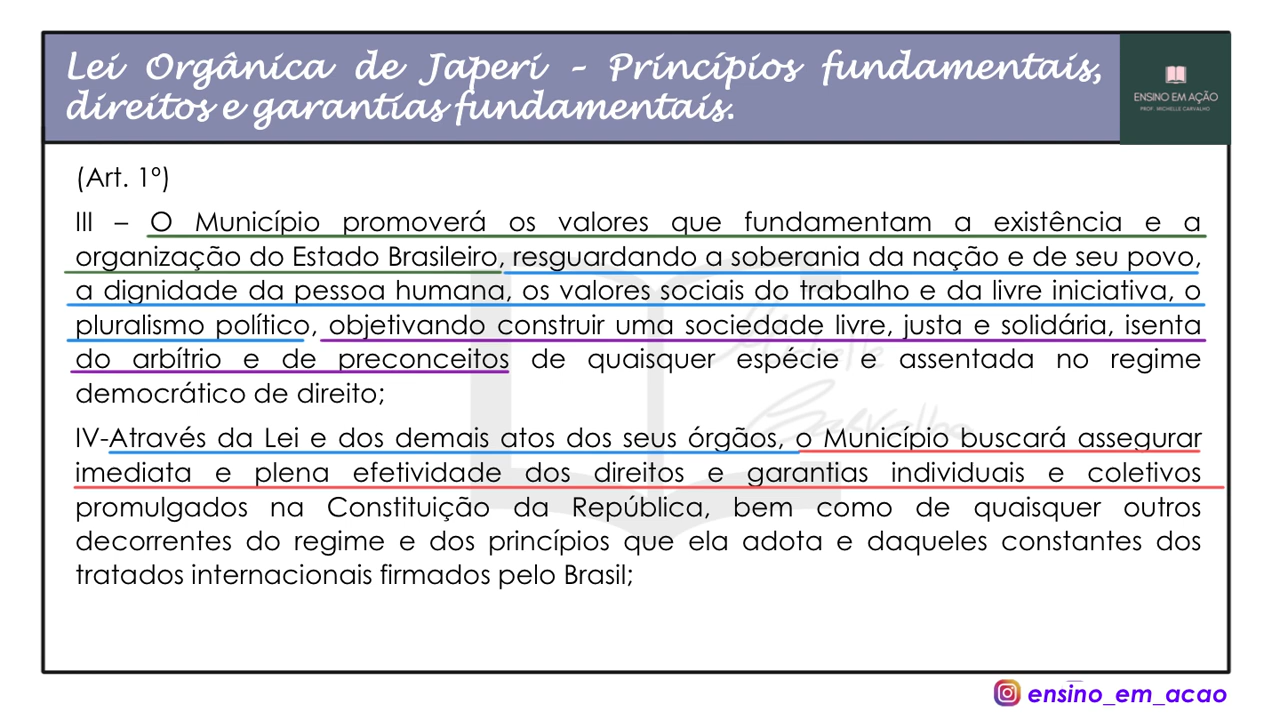 Lei Orgânica de Japeri – Princípios fundamentais,
direitos e garantias fundamentais.
ENSINO EM AÇÃO
PROF. MICHELLE CARVALHO
(Art. 1º)
III – O Município promoverá os valores que fundamentam a existência e a
organização do Estado Brasileiro, resguardando a soberania da nação e de seu povo,
a dignidade da pessoa humana, os valores sociais do trabalho e da livre iniciativa, o
pluralismo político, objetivando construir uma sociedade livre, justa e solidária, isenta
do arbítrio e de preconceitos de quaisquer espécie e assentada no regime
democrático de direito;
IV-Através da Lei e dos demais atos dos seus órgãos, o Município buscará assegurar
imediata e plena efetividade dos direitos e garantias individuais e coletivos
promulgados na Constituição da República, bem como de quaisquer outros
decorrentes do regime e dos princípios que ela adota e daqueles constantes dos
tratados internacionais firmados pelo Brasil;
Michelle
Carvalho
ensino_em_acao